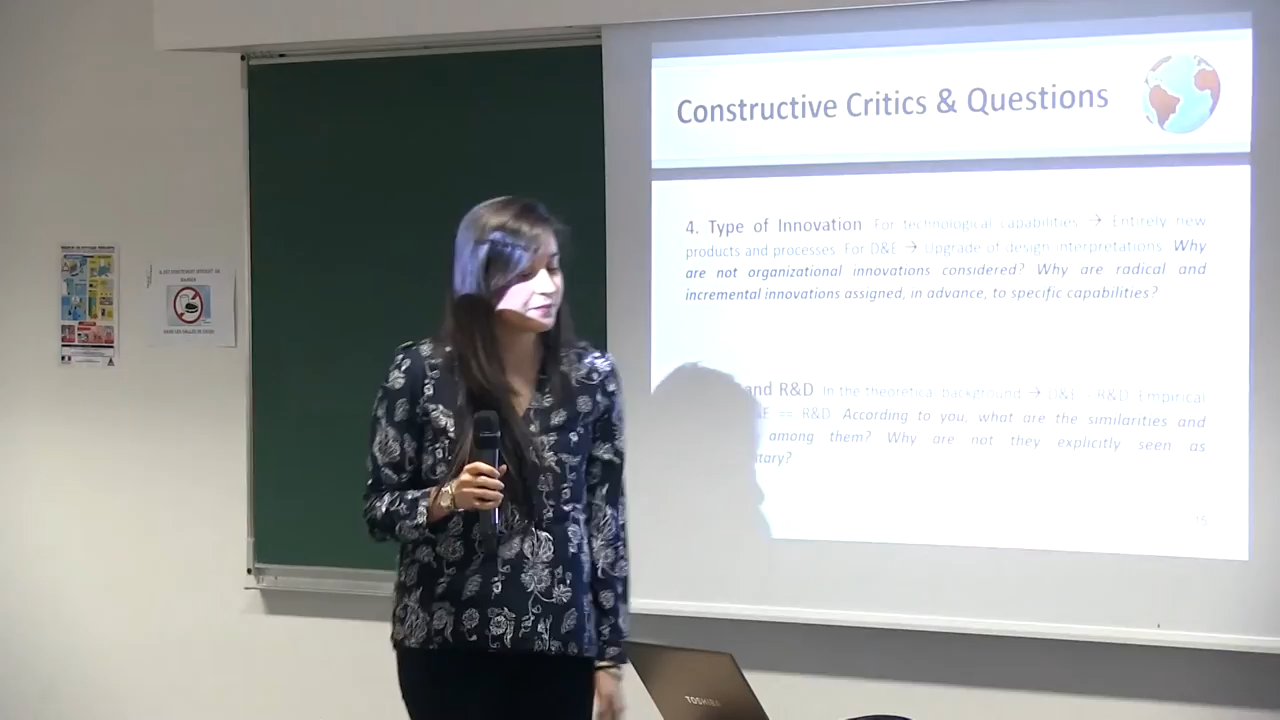 Constructive Critics & Questions
4. Type of Innovation For technological capabilities → Entirely new
products and processes. For D&E → Upgrade of design interpretations. Why
are not organizational innovations considered? Why are radical and
incremental innovations assigned, in advance, to specific capabilities?
and R&D In the theoretical background → D&E - R&D. Empirical
== R&D. According to you, what are the similarities and
among them? Why are not they explicitly seen as
tary?
TOSHIBA